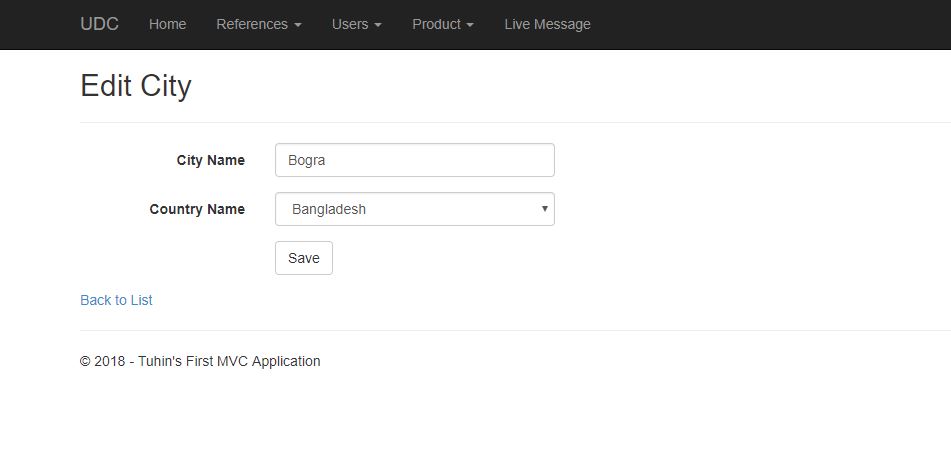 UDC Home References Users Product Live Message
Edit City
City Name Bogra
Country Name Bangladesh
Save
Back to List
© 2018 - Tuhin's First MVC Application